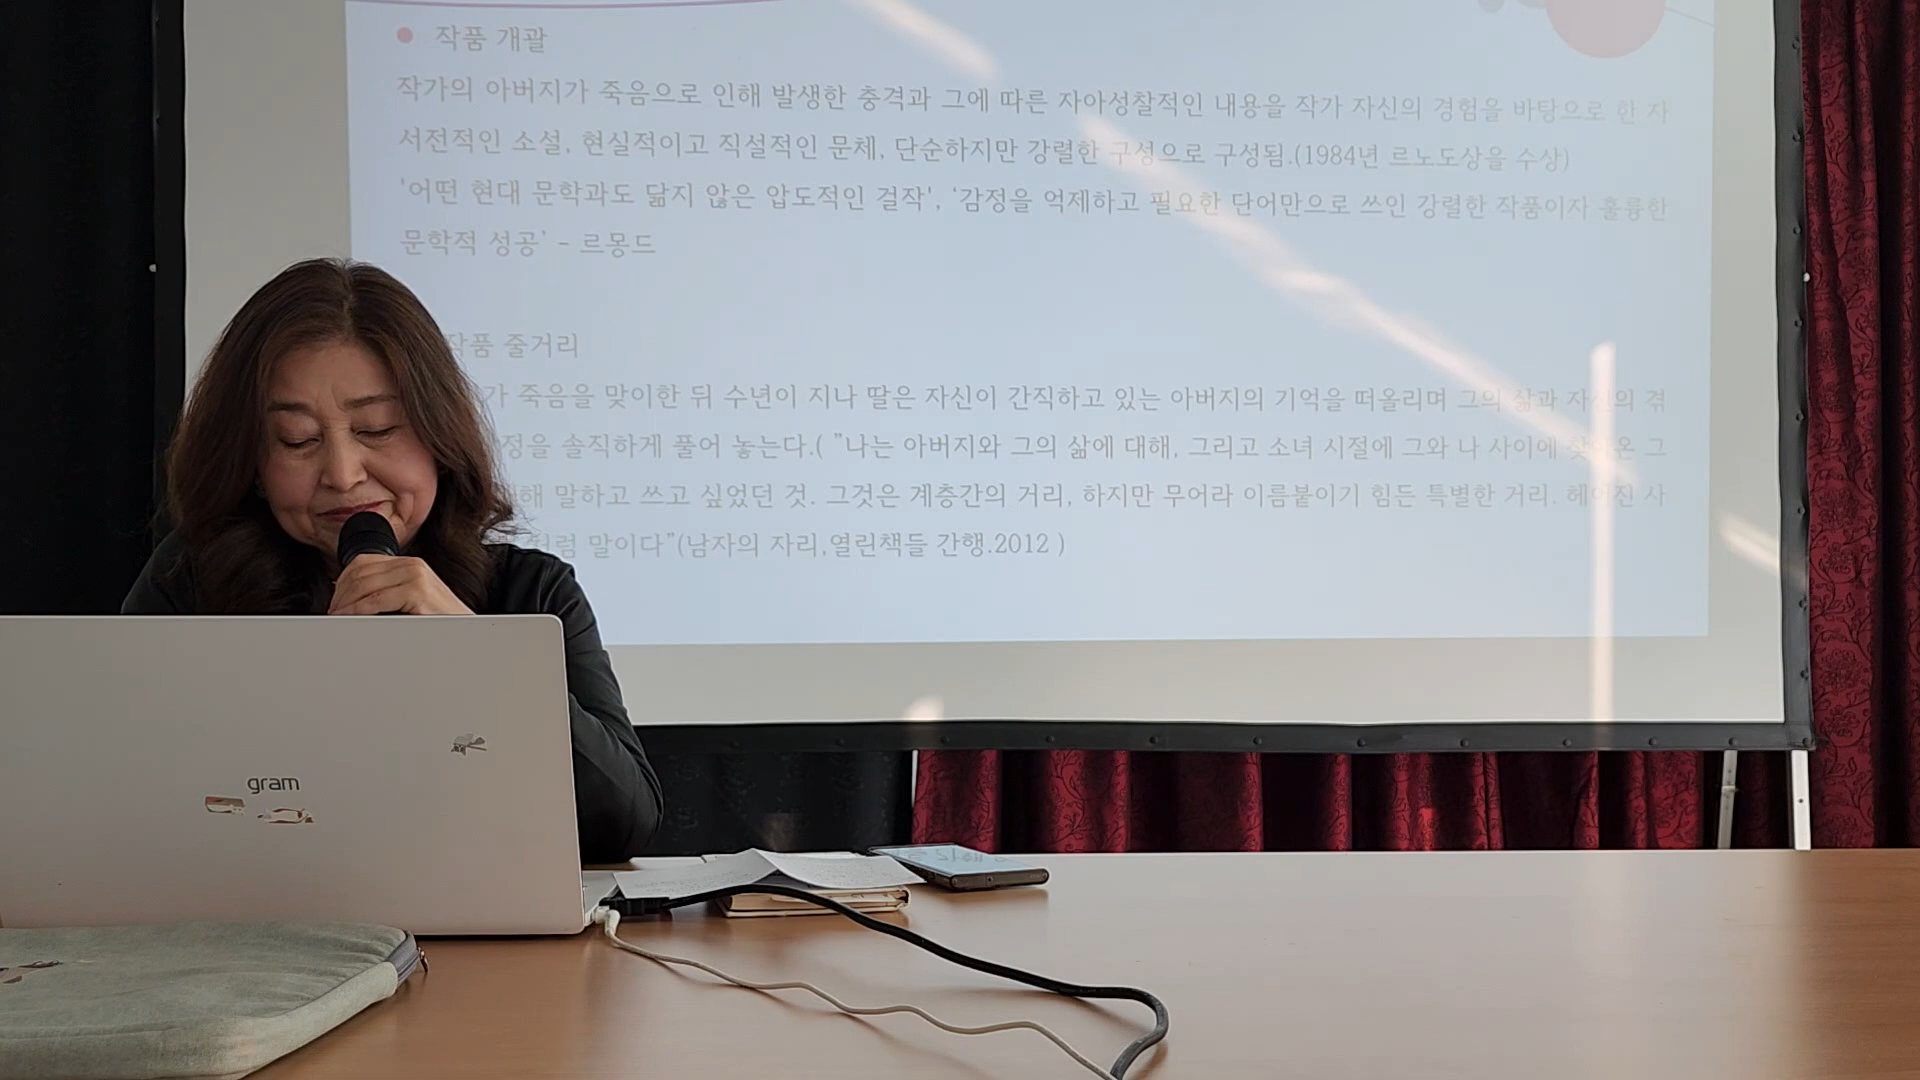 작품 개괄
작가의 아버지가 죽음으로 인해 발생한 충격과 그에 따른 자아성찰적인 내용을 작가 자신의 경험을 바탕으로 한 자
서전적인 소설, 현실적이고 직설적인 문체, 단순하지만 강렬한 구성으로 구성됨.(1984년 르노도상을 수상)
'어떤 현대 문학과도 닮지 않은 압도적인 걸작', '감정을 억제하고 필요한 단어만으로 쓰인 강렬한 작품이자 훌륭한
문학적 성공' - 르몽드
작품 줄거리
가 죽음을 맞이한 뒤 수년이 지나 딸은 자신이 간직하고 있는 아버지의 기억을 떠올리며 그의 삶과 자신의 겪
정을 솔직하게 풀어 놓는다.( "나는 아버지와 그의 삶에 대해, 그리고 소녀 시절에 그와 나 사이에 찾아온 그
해 말하고 쓰고 싶었던 것. 그것은 계층간의 거리, 하지만 무어라 이름붙이기 힘든 특별한 거리. 헤어진 사
처럼 말이다"(남자의 자리,열린책들 간행.2012 )
gram